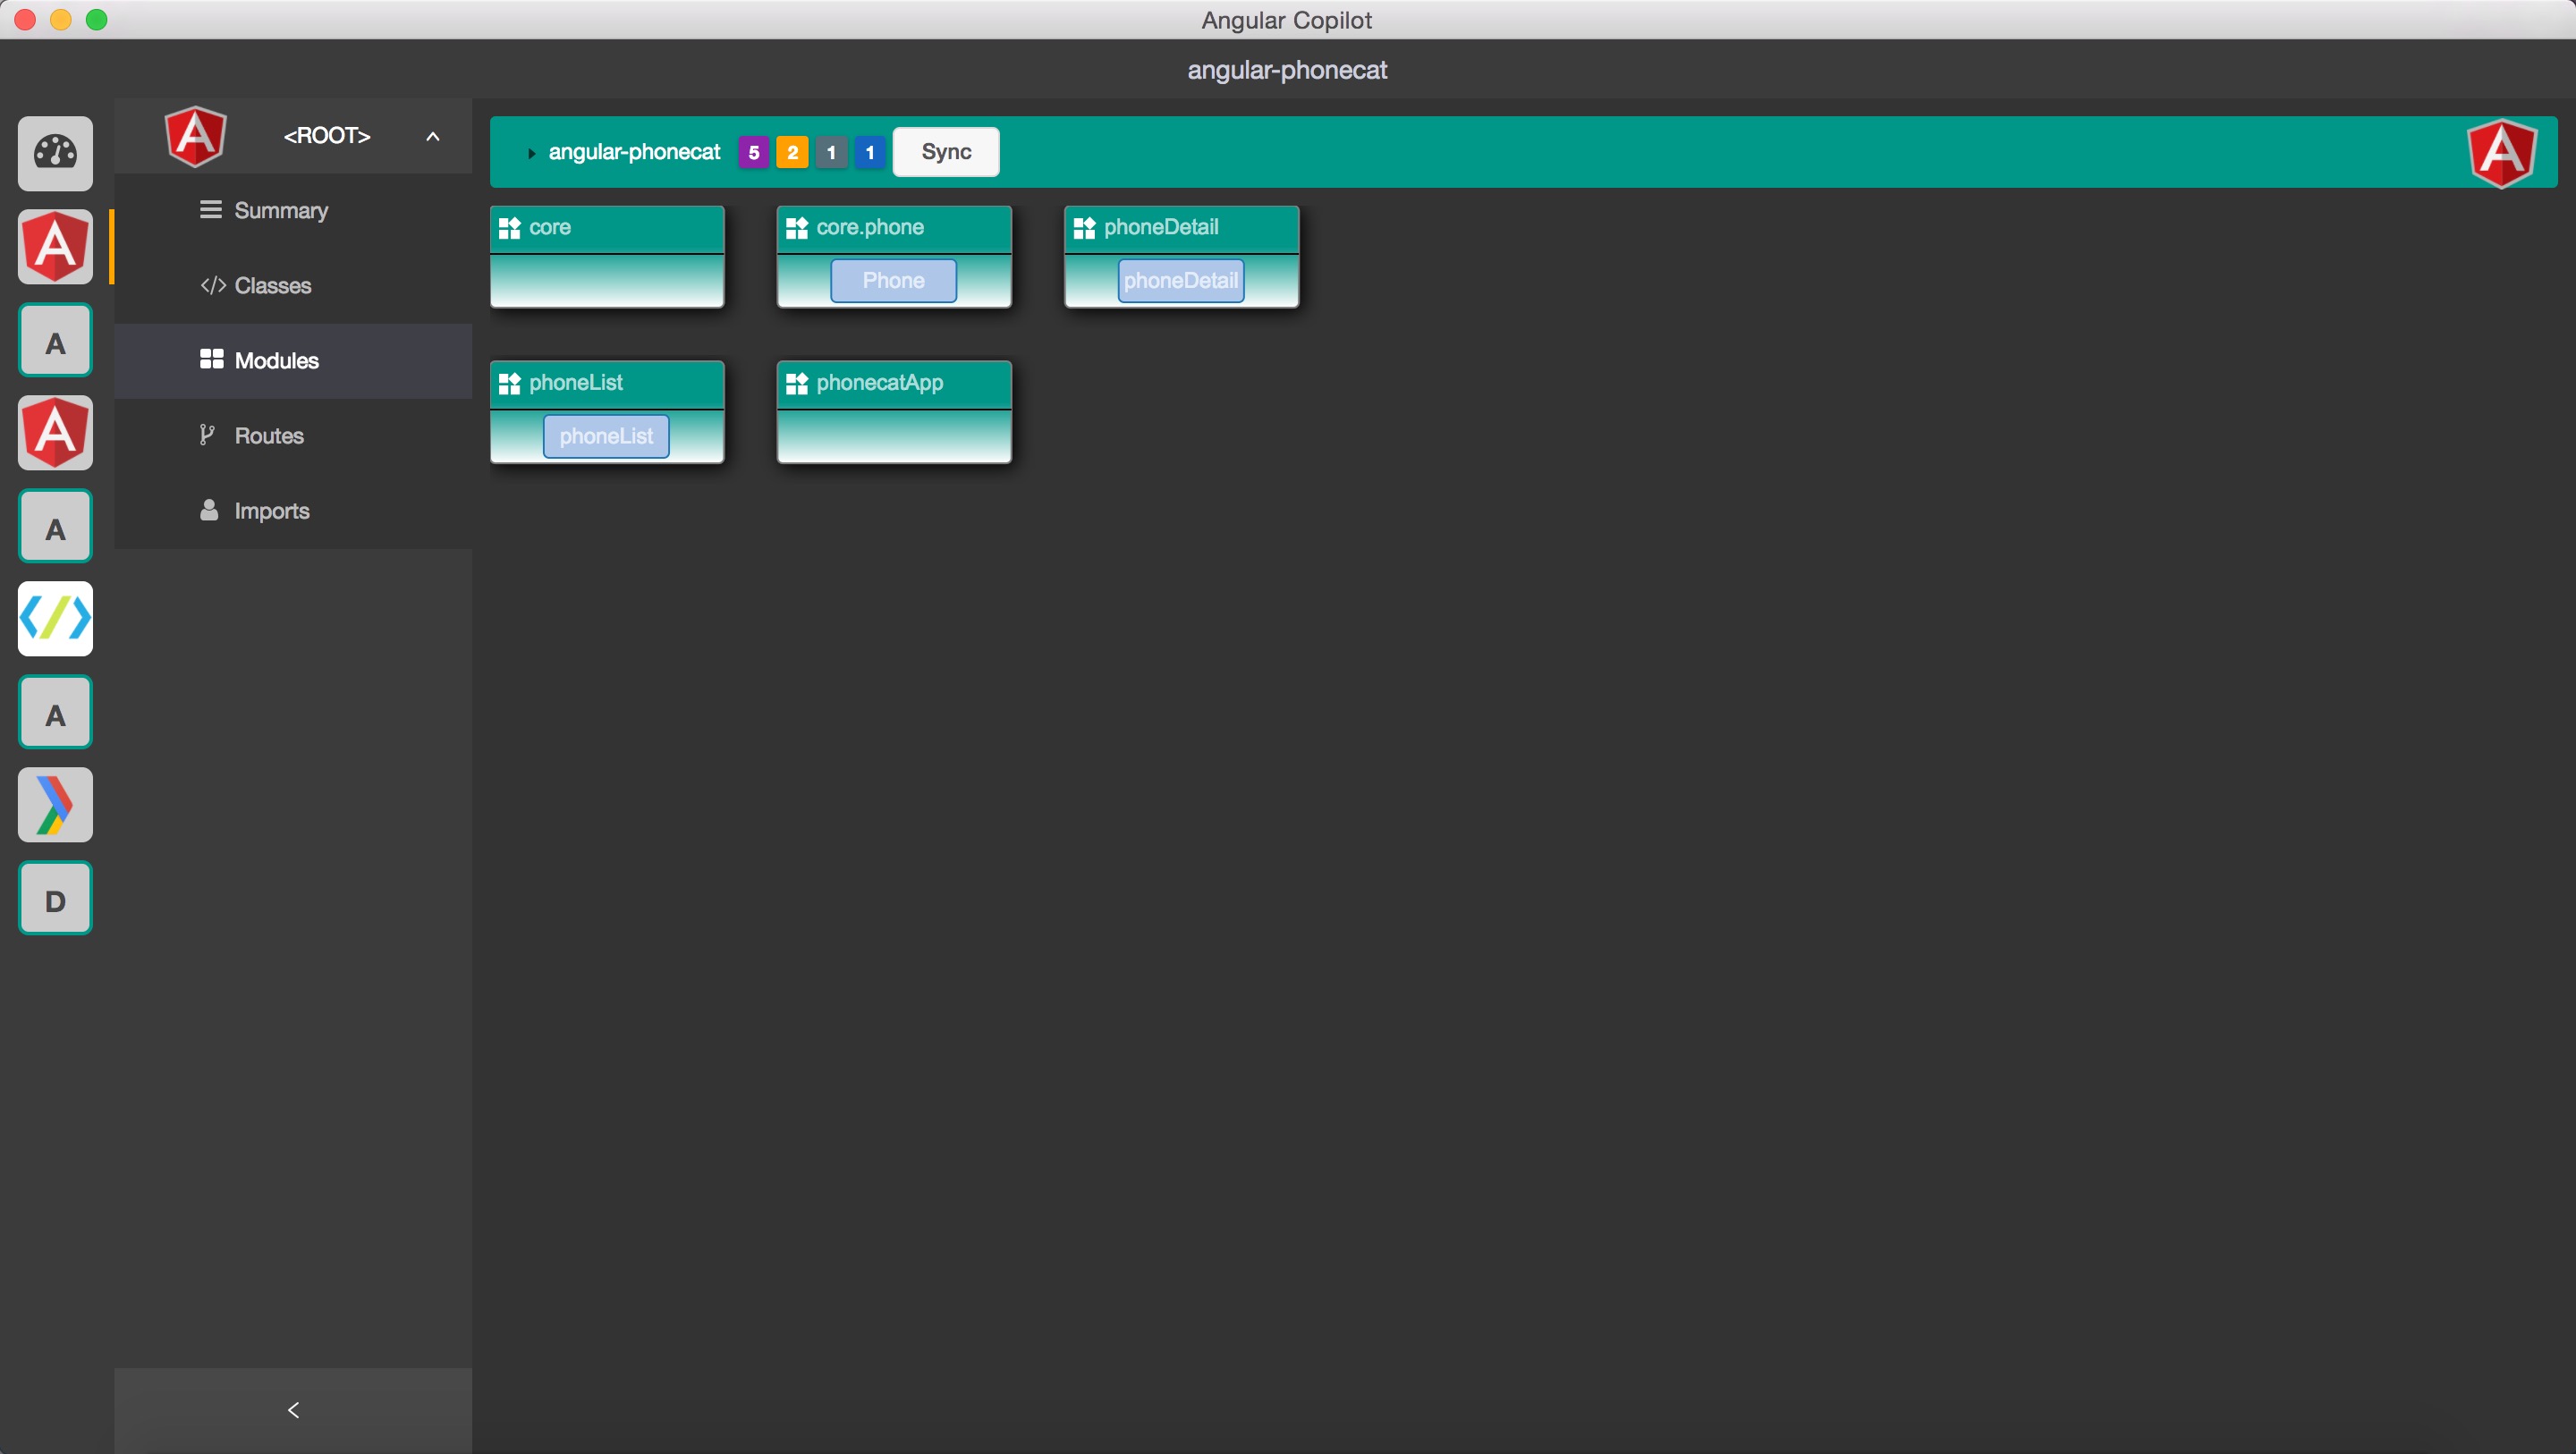 Angular Copilot
angular-phonecat
<ROOT>
Summary
Classes
Modules
Routes
Imports
A
A
A
D
angular-phonecat 5 2 1 1 Sync
core
core.phone
Phone
phoneDetail
phoneDetail
phoneList
phoneList
phonecatApp